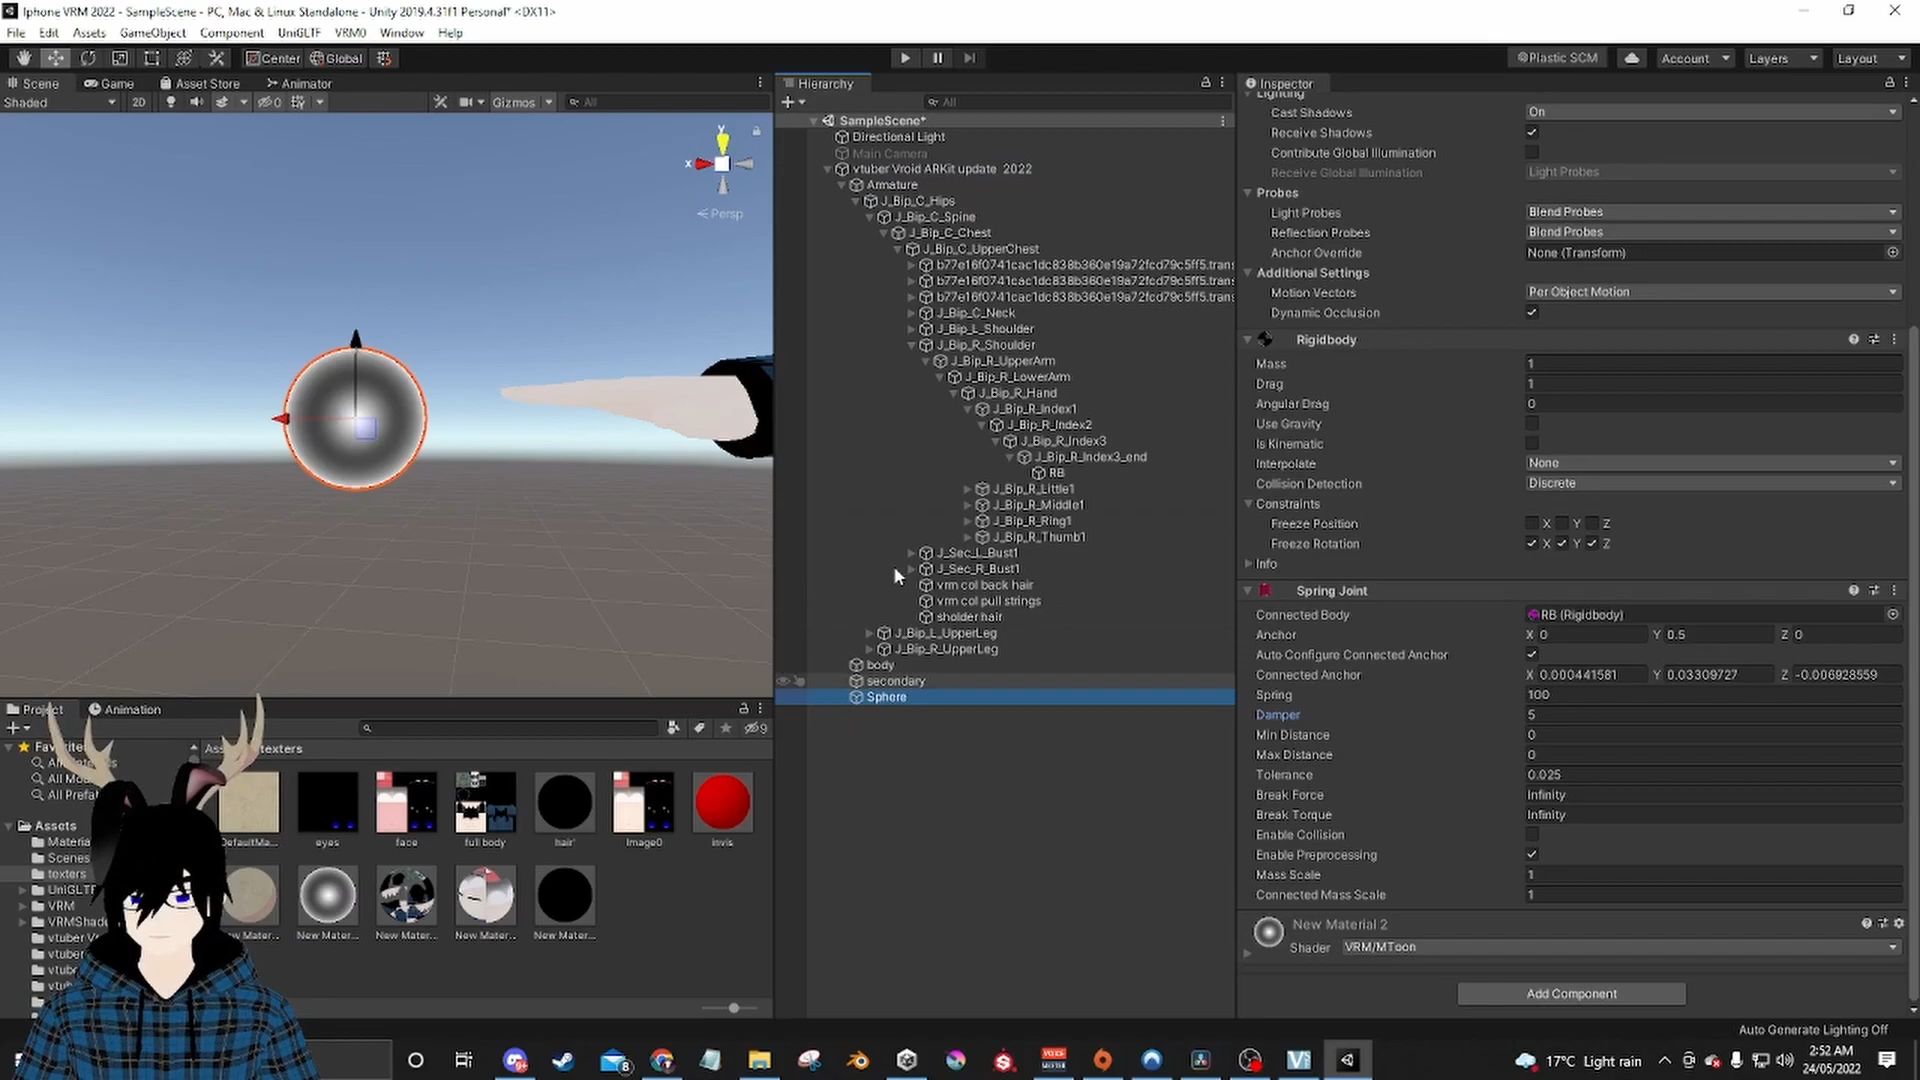 Iphone VRM 2022 - SampleScene - PC, Mac & Linux Standalone - Unity 2019.4.31f1 Personal* <DX11>
File Edit Assets GameObject Component UniGLTF VRM0 Window Help
Center Global Plastic SCM Account Layers Layout
Scene Game Asset Store Animator
Shaded 2D 0 Gizmos All
y
x
Persp
Hierarchy
All
SampleScene*
Directional Light
Main Camera
vtuber Vroid ARKit update 2022
Armature
J_Bip_C_Hips
J_Bip_C_Spine
J_Bip_C_Chest
J_Bip_C_UpperChest
b77e16f0741cac1dc838b360e19a72fcd79c5ff5.tran
b77e16f0741cac1dc838b360e19a72fcd79c5ff5.tran
b77e16f0741cac1dc838b360e19a72fcd79c5ff5.tran
J_Bip_C_Neck
J_Bip_L_Shoulder
J_Bip_R_Shoulder
J_Bip_R_UpperArm
J_Bip_R_LowerArm
J_Bip_R_Hand
J_Bip_R_Index1
J_Bip_R_Index2
J_Bip_R_Index3
J_Bip_R_Index3_end
RB
J_Bip_R_Little1
J_Bip_R_Middle1
J_Bip_R_Ring1
J_Bip_R_Thumb1
J_Sec_L_Bust1
J_Sec_R_Bust1
vrm col back hair
vrm col pull strings
sholder hair
J_Bip_L_UpperLeg
J_Bip_R_UpperLeg
body
secondary
Sphere
Inspector
Lighting
Cast Shadows On
Receive Shadows
Contribute Global Illumination
Receive Global Illumination Light Probes
Probes
Light Probes Blend Probes
Reflection Probes Blend Probes
Anchor Override None (Transform)
Additional Settings
Motion Vectors Per Object Motion
Dynamic Occlusion
Rigidbody
Mass 1
Drag 1
Angular Drag 0
Use Gravity
Is Kinematic
Interpolate None
Collision Detection Discrete
Constraints
Freeze Position X Y Z
Freeze Rotation X Y Z
Info
Spring Joint
Connected Body RB (Rigidbody)
Anchor X 0 Y 0.5 Z 0
Auto Configure Connected Anchor
Connected Anchor X 0.000441581 Y 0.03309727 Z -0.006928559
Spring 100
Damper 5
Min Distance 0
Max Distance 0
Tolerance 0.025
Break Force Infinity
Break Torque Infinity
Enable Collision
Enable Preprocessing
Mass Scale 1
Connected Mass Scale 1
New Material 2
Shader VRM/MToon
Add Component
Auto Generate Lighting Off
Project Animation
9
Favorite
All Mo
All Prefa
Assets
Materia
Scenes
texters
UniGLTF
VRM
VRMShade
vtuber
vtube
vtube
texters
DefaultMa... eyes face full body hair' Image0 invis
New Mater... New Mater... New Mater... New Mater... New Mater...
8
17°C Light rain
2:52 AM
24/05/2022